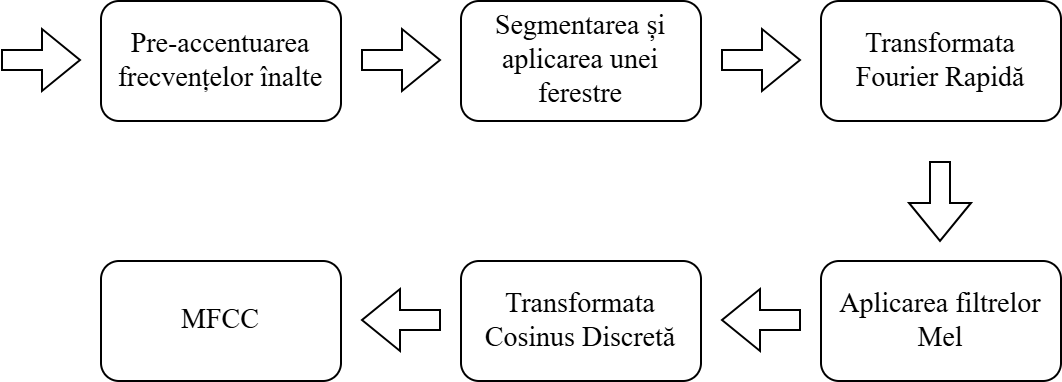 Pre-accentuarea
frecvențelor înalte
Segmentarea și
aplicarea unei
ferestre
Transformata
Fourier Rapidă
Aplicarea filtrelor
Mel
Transformata
Cosinus Discretă
MFCC